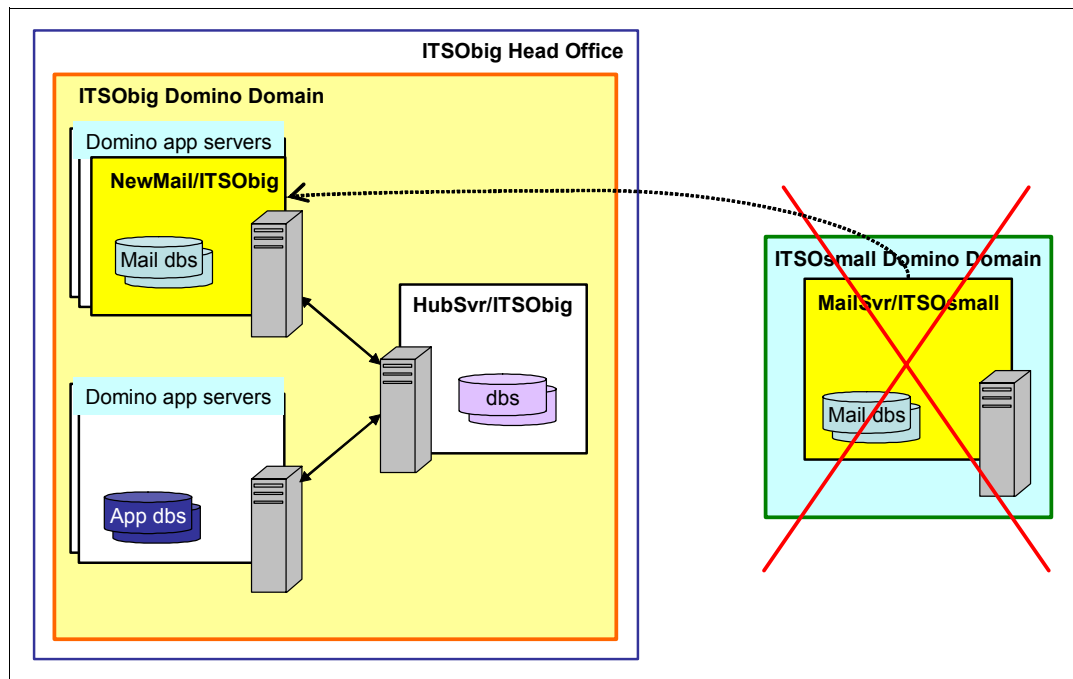 ITSObig Head Office
ITSObig Domino Domain
Domino app servers
NewMail/ITSObig
Mail dbs
HubSvr/ITSObig
dbs
Domino app servers
App dbs
ITSOsmall Domino Domain
MailSvr/ITSOsmall
Mail dbs